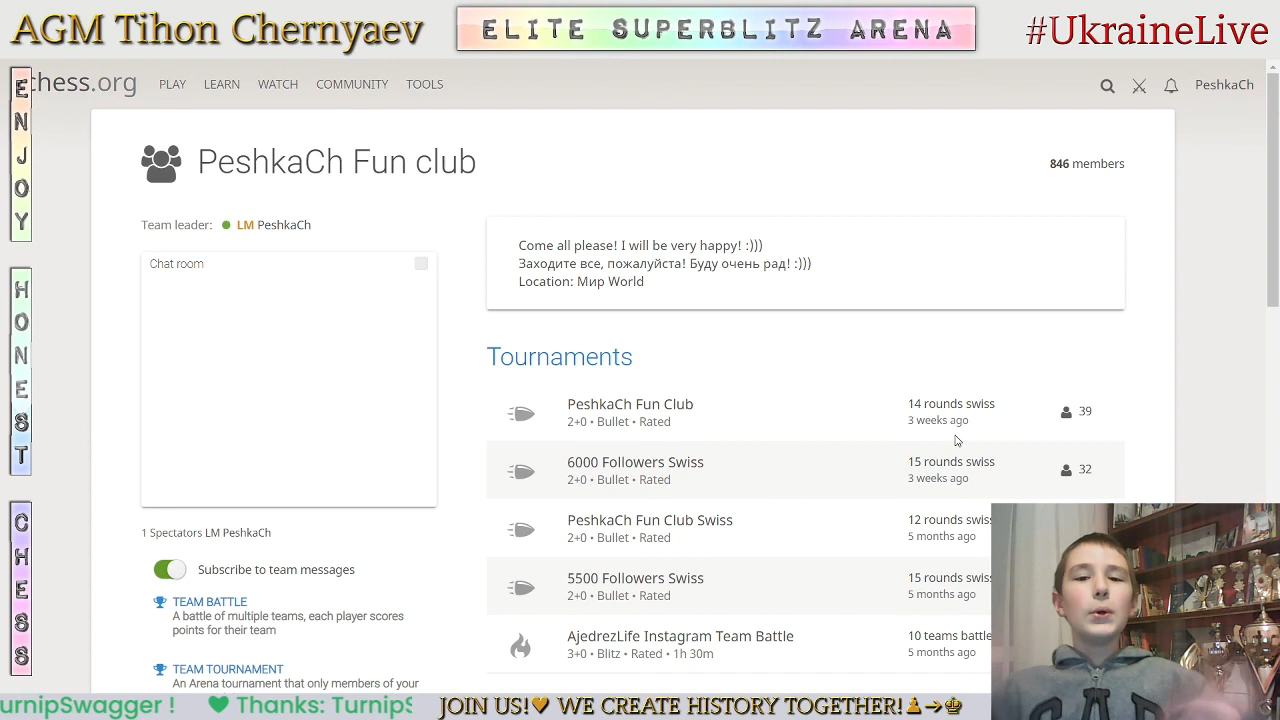 AGM Tihon Chernyaev
ELITE SUPERBLITZ ARENA
#UkraineLive
chess.org
PLAY
LEARN
WATCH
COMMUNITY
TOOLS
PeshkaCh
ENJOY
HONEST
CHESS
PeshkaCh Fun club
846 members
Team leader: LM PeshkaCh
Chat room
Come all please! I will be very happy! :)))
Заходите все, пожалуйста! Буду очень рад! :)))
Location: Мир World
Tournaments
PeshkaCh Fun Club
2+0 • Bullet • Rated
14 rounds swiss
3 weeks ago
39
6000 Followers Swiss
2+0 • Bullet • Rated
15 rounds swiss
3 weeks ago
32
PeshkaCh Fun Club Swiss
2+0 • Bullet • Rated
12 rounds swiss
5 months ago
5500 Followers Swiss
2+0 • Bullet • Rated
15 rounds swiss
5 months ago
AjedrezLife Instagram Team Battle
3+0 • Blitz • Rated • 1h 30m
10 teams battle
5 months ago
1 Spectators LM PeshkaCh
Subscribe to team messages
TEAM BATTLE
A battle of multiple teams, each player scores
points for their team
TEAM TOURNAMENT
An Arena tournament that only members of your
urnipSwagger !
Thanks: TurnipS
JOIN US!🧡 WE CREATE HISTORY TOGETHER!♟→♚